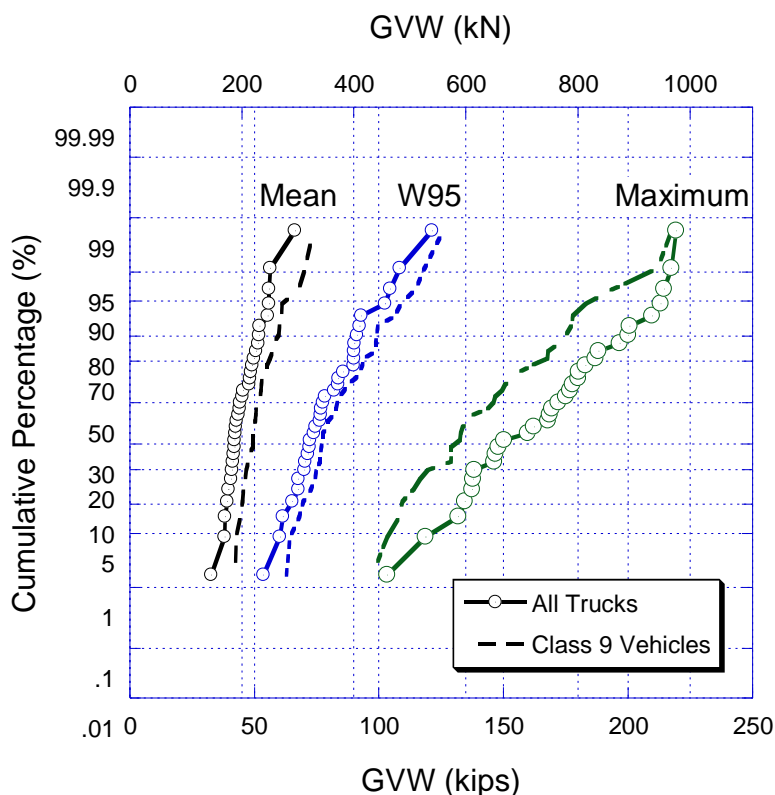 GVW (kN)
0 200 400 600 800 1000
99.99
99.9
Mean W95 Maximum
99
95
90
80
70
50
30
20
10
5
1
.1
.01
Cumulative Percentage (%)
All Trucks
Class 9 Vehicles
0 50 100 150 200 250
GVW (kips)